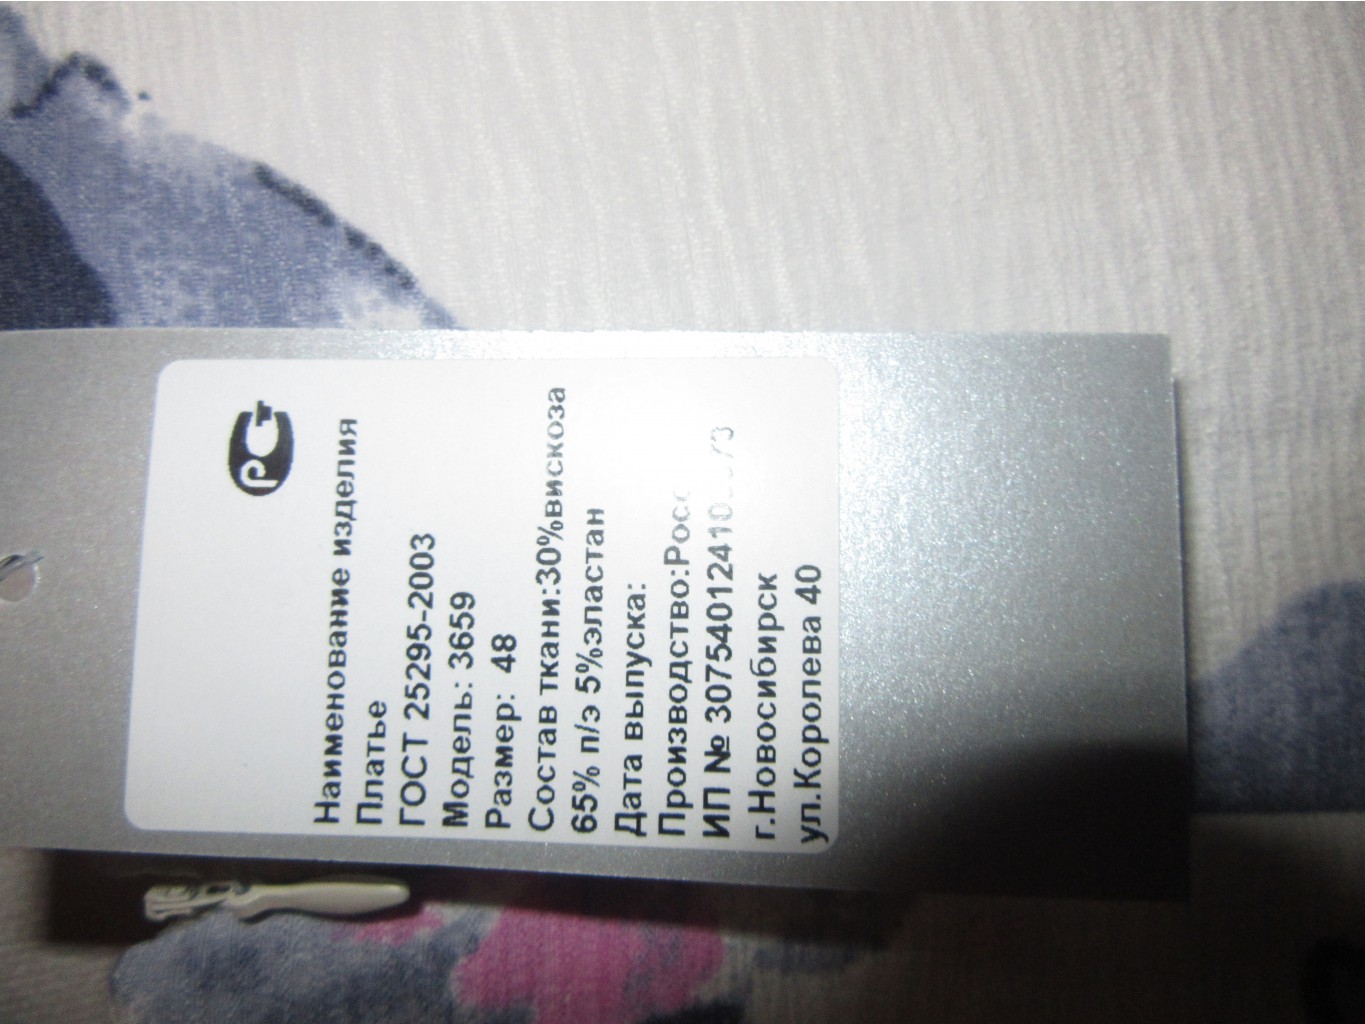 РСТ
Наименование изделия
Платье
ГОСТ 25295-2003
Модель: 3659
Размер: 48
Состав ткани:30%вискоза
65% п/э 5%эластан
Дата выпуска:
Производство:
ИП №
г.Новосибирск
ул.Королева 40